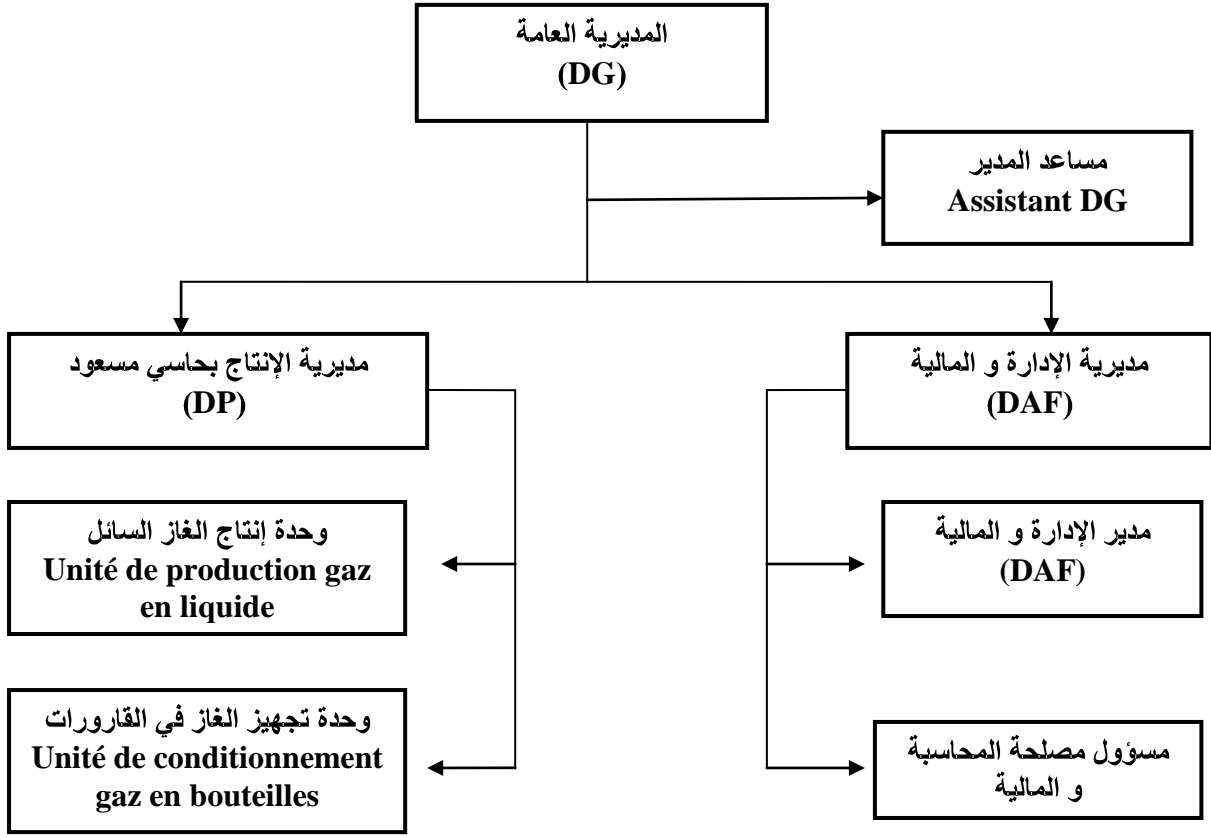 المديرية العامة
(DG)
مساعد المدير
Assistant DG
مديرية الإدارة و المالية
(DAF)
مديرية الإنتاج بحاسي مسعود
(DP)
مدير الإدارة و المالية
(DAF)
وحدة إنتاج الغاز السائل
Unité de production gaz
en liquide
مسؤول مصلحة المحاسبة
و المالية
وحدة تجهيز الغاز في القارورات
Unité de conditionnement
gaz en bouteilles